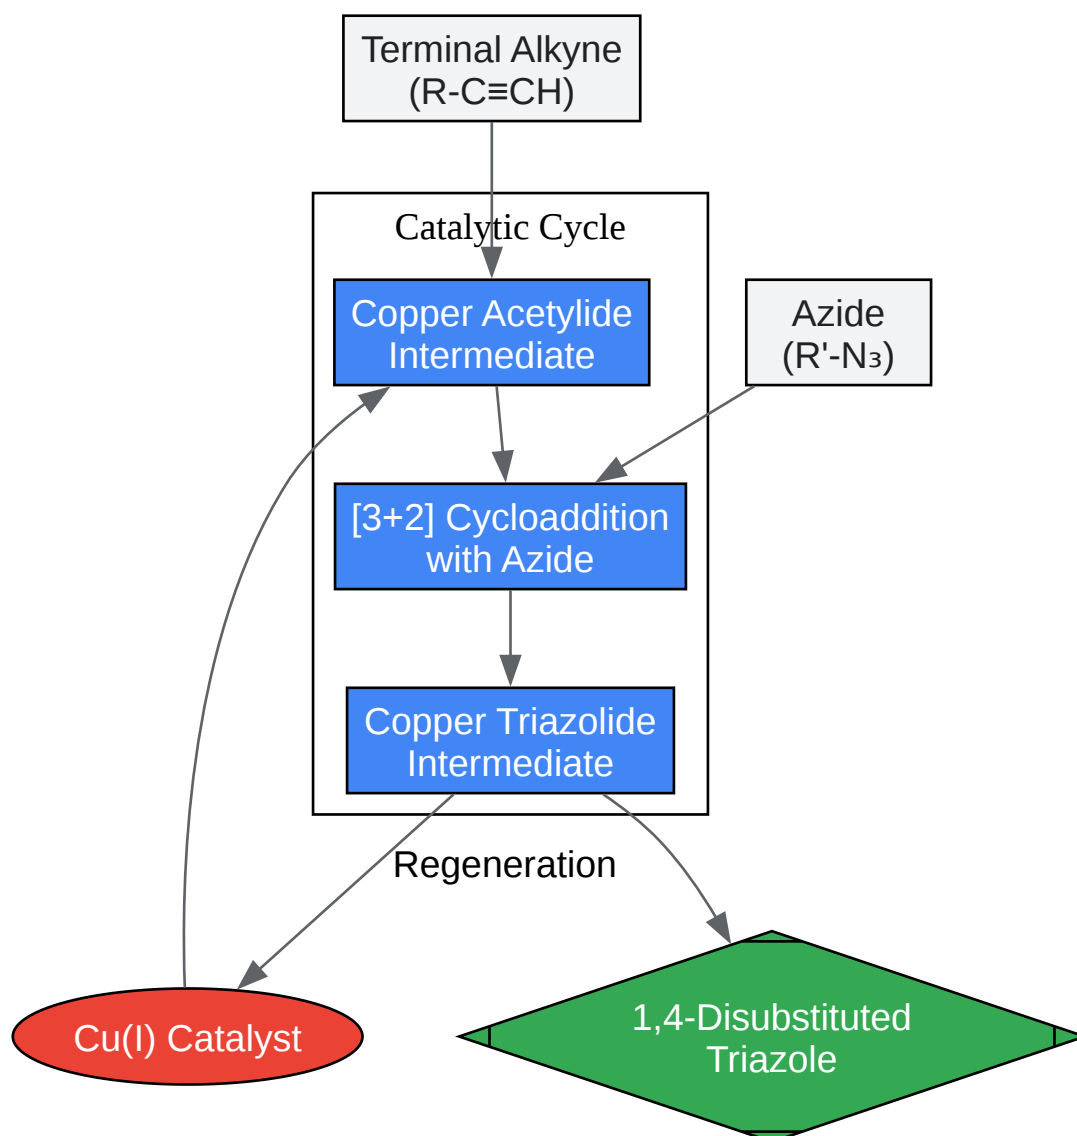 Terminal Alkyne
(R-C≡CH)
Catalytic Cycle
Copper Acetylide
Intermediate
Azide
(R'-N₃)
[3+2] Cycloaddition
with Azide
Copper Triazolide
Intermediate
Regeneration
Cu(I) Catalyst
1,4-Disubstituted
Triazole